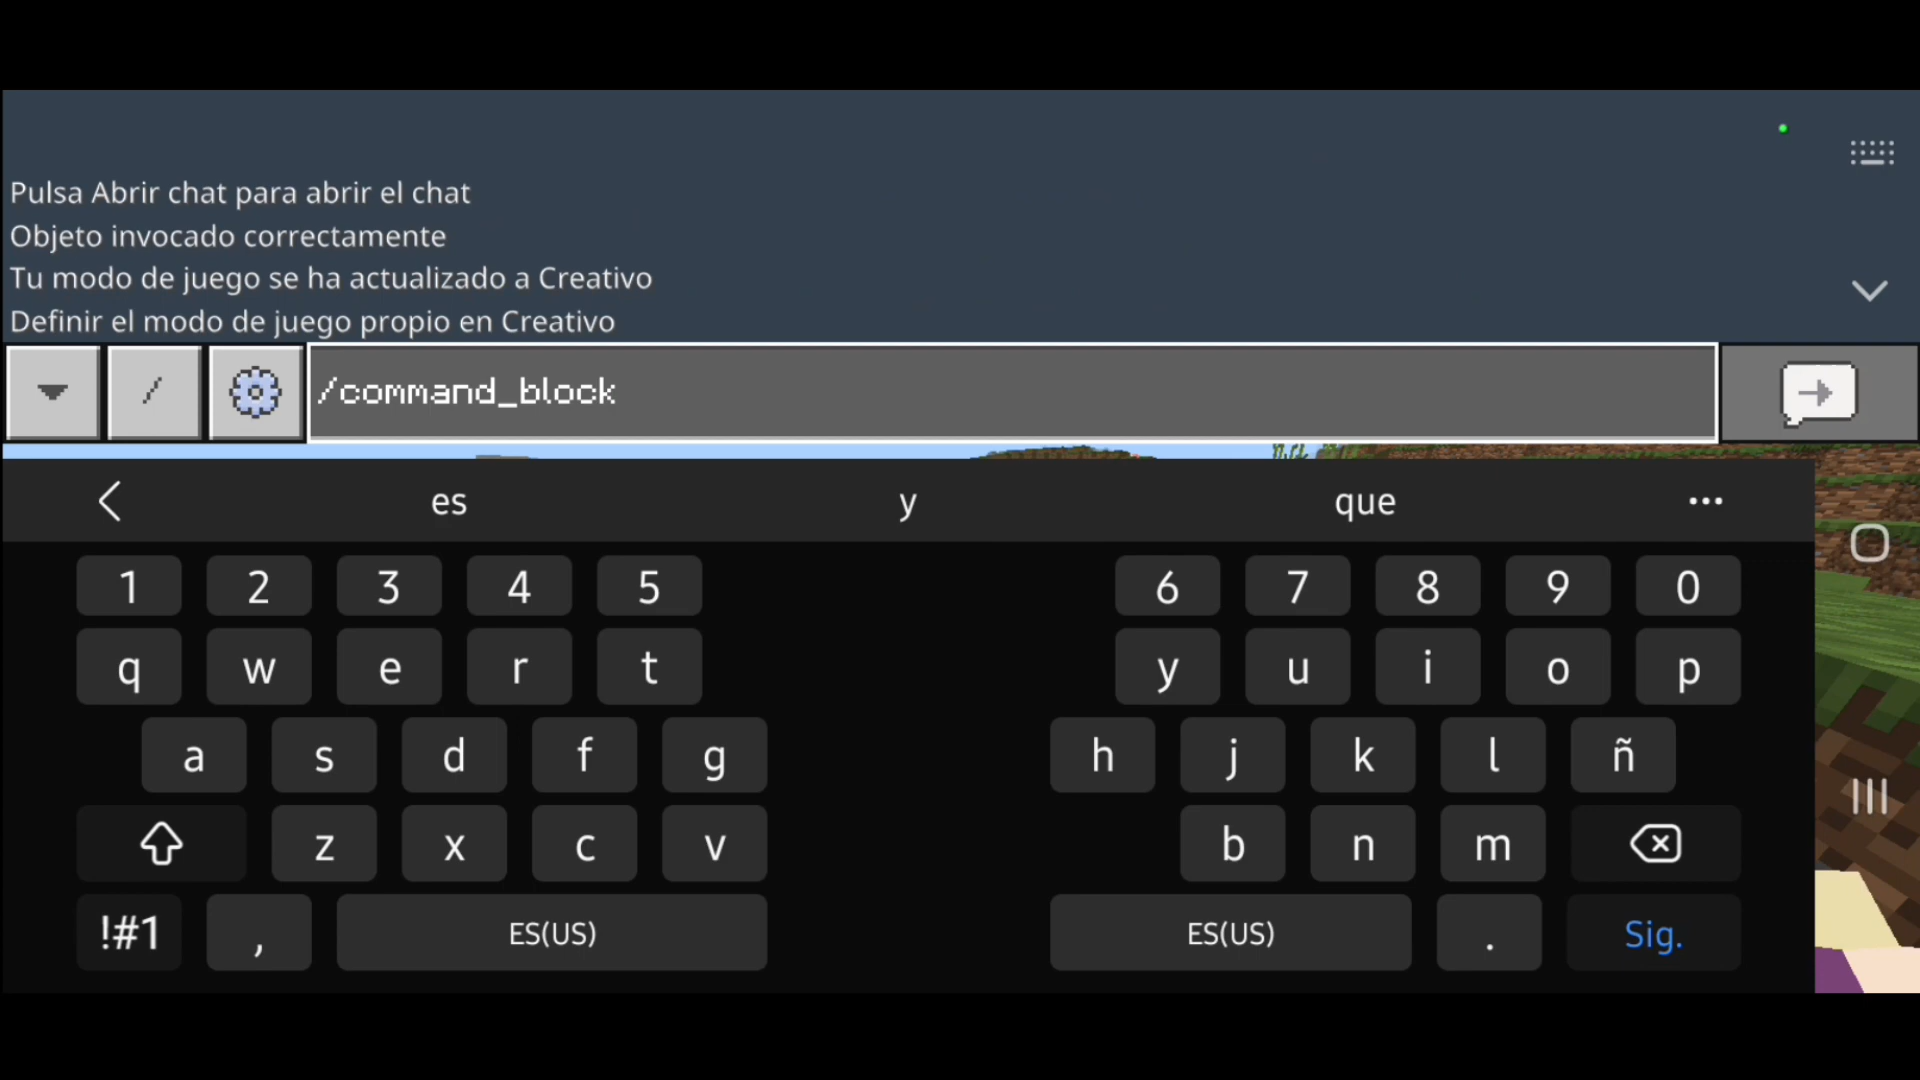 Pulsa Abrir chat para abrir el chat
Objeto invocado correctamente
Tu modo de juego se ha actualizado a Creativo
Definir el modo de juego propio en Creativo
/ /command_block
es y que
1 2 3 4 5 6 7 8 9 0
q w e r t y u i o p
a s d f g h j k l ñ
z x c v b n m
!#1 , ES(US) ES(US) . Sig.